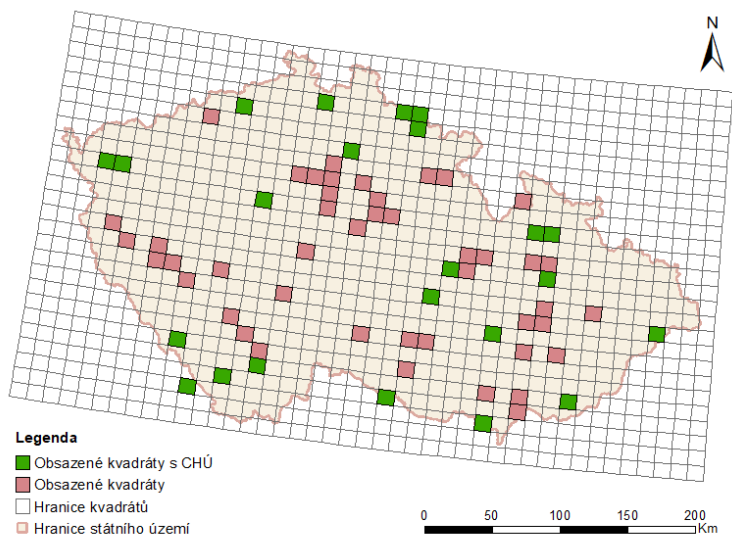 N
Legenda
Obsazené kvadráty s CHÚ
Obsazené kvadráty
Hranice kvadrátů
Hranice státního území
0 50 100 150 200
Km